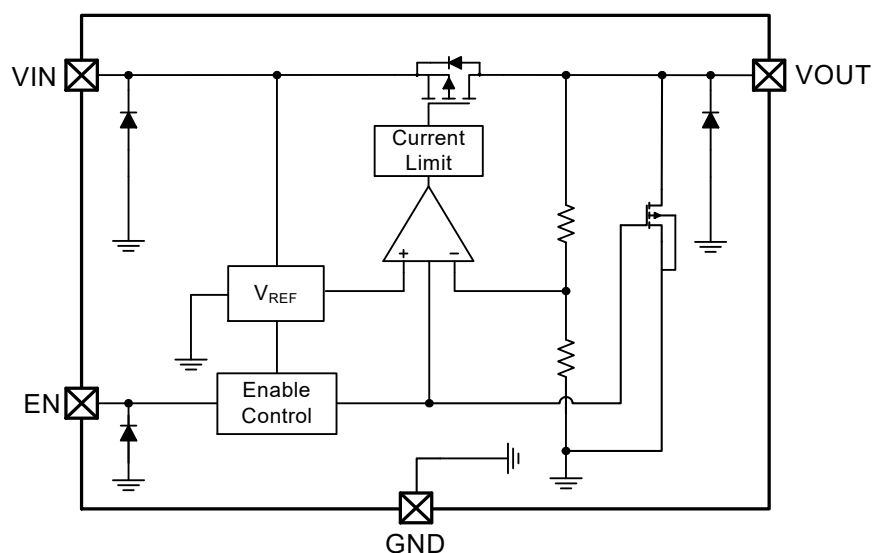 VIN
VOUT
Current
Limit
+
−
VREF
EN
Enable
Control
GND